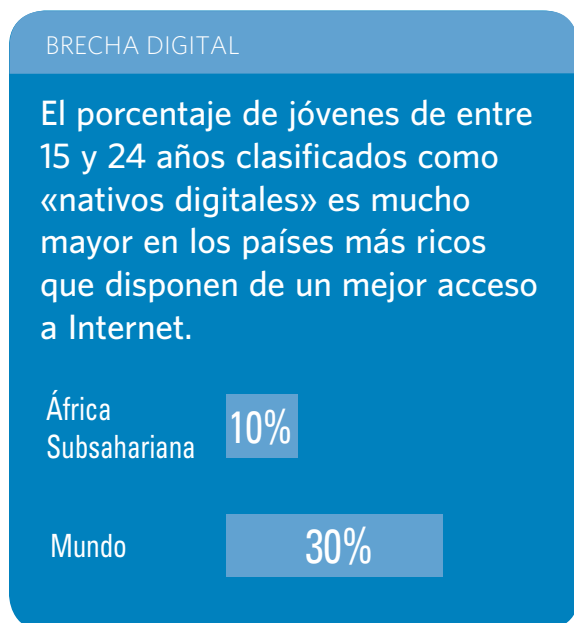 BRECHA DIGITAL
El porcentaje de jóvenes de entre
15 y 24 años clasificados como
«nativos digitales» es mucho
mayor en los países más ricos
que disponen de un mejor acceso
a Internet.
África
Subsahariana
10%
Mundo
30%